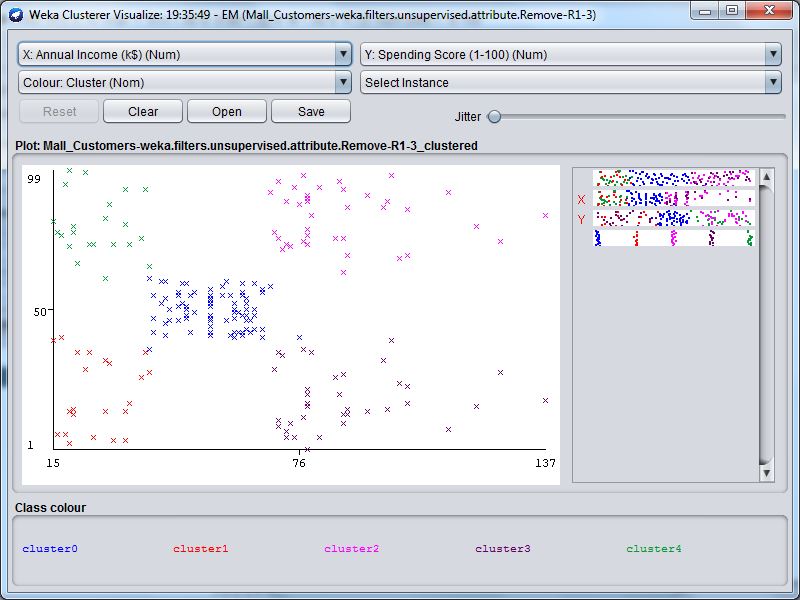 Weka Clusterer Visualize: 19:35:49 - EM (Mall_Customers-weka.filters.unsupervised.attribute.Remove-R1-3)
X: Annual Income (k$) (Num) Y: Spending Score (1-100) (Num)
Colour: Cluster (Nom) Select Instance
Reset Clear Open Save Jitter
Plot: Mall_Customers-weka.filters.unsupervised.attribute.Remove-R1-3_clustered
99
X
Y
50
1
15 76 137
Class colour
cluster0 cluster1 cluster2 cluster3 cluster4